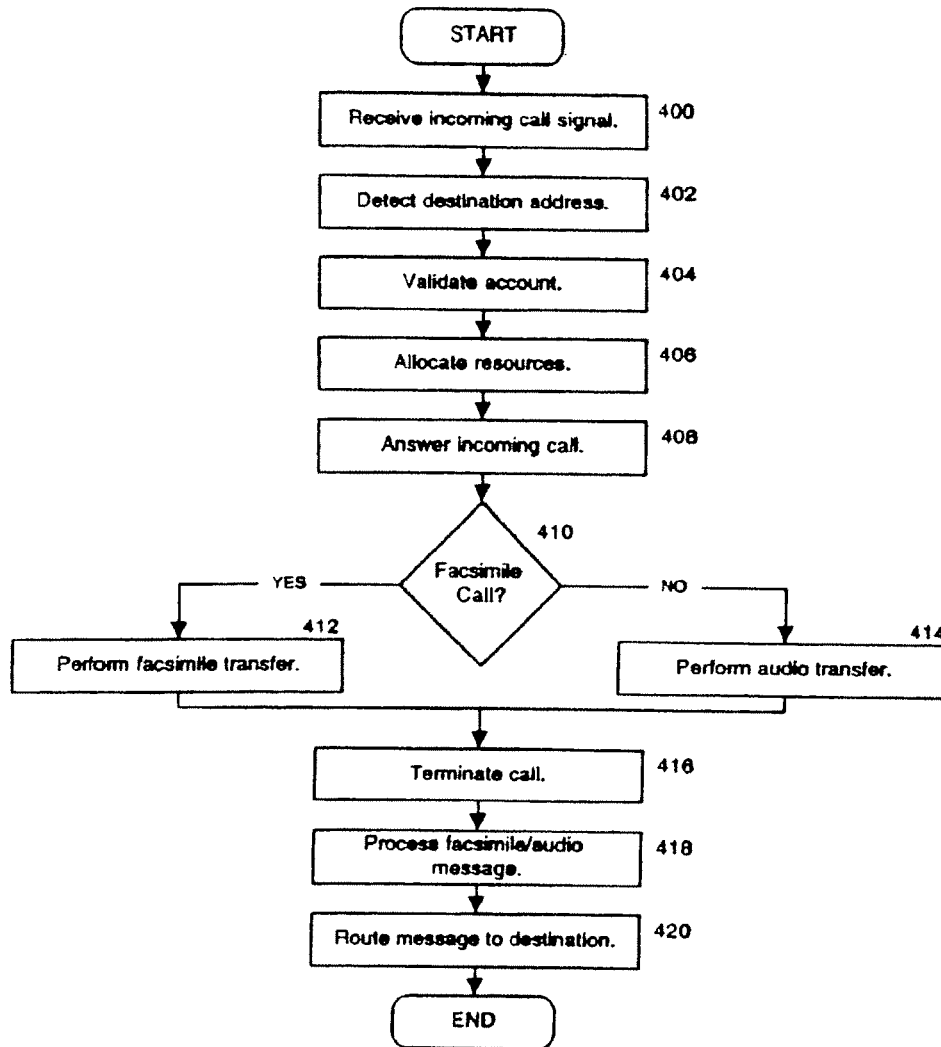 START
Receive incoming call signal.
400
Detect destination address.
402
Validate account.
404
Allocate resources.
406
Answer incoming call.
408
410
Facsimile
Call?
YES
NO
412
Perform facsimile transfer.
414
Perform audio transfer.
Terminate call.
416
Process facsimile/audio
message.
418
Route message to destination.
420
END